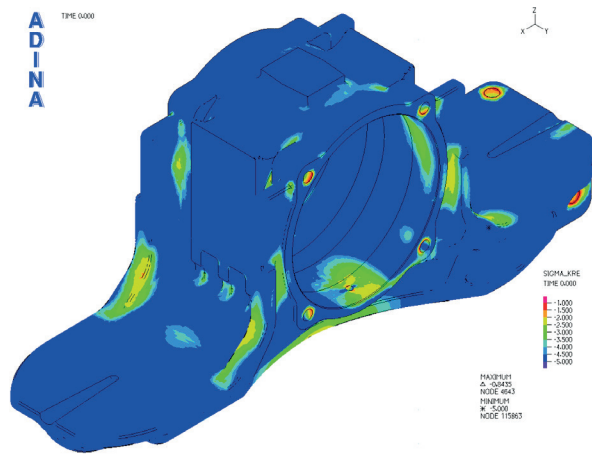 ADINA
TIME 0.000
Z
X
Y
SIGMA_KRE
TIME 0.000
-1.000
-1.500
-2.000
-2.500
-3.000
-3.500
-4.000
-4.500
-5.000
MAXIMUM
Δ -0.8435
NODE 4643
MINIMUM
Ж -5.000
NODE 115863